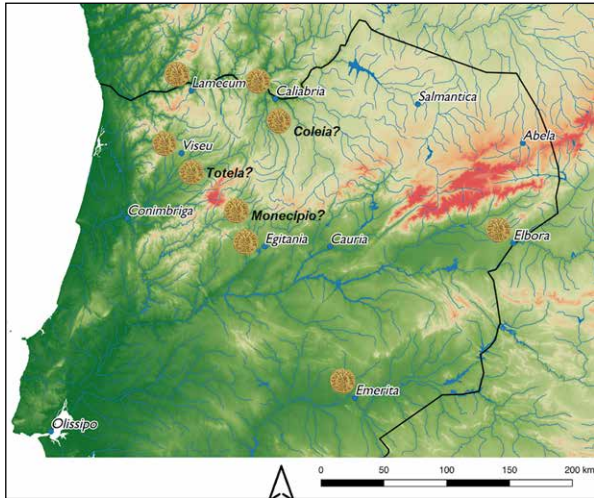 Lamecum
Caliabria
Salmantica
Coleia?
Viseu
Abela
Totela?
Conimbriga
Monecípio?
Egitania
Cauria
Elbora
Emerita
Olissipo
0 50 100 150 200 km